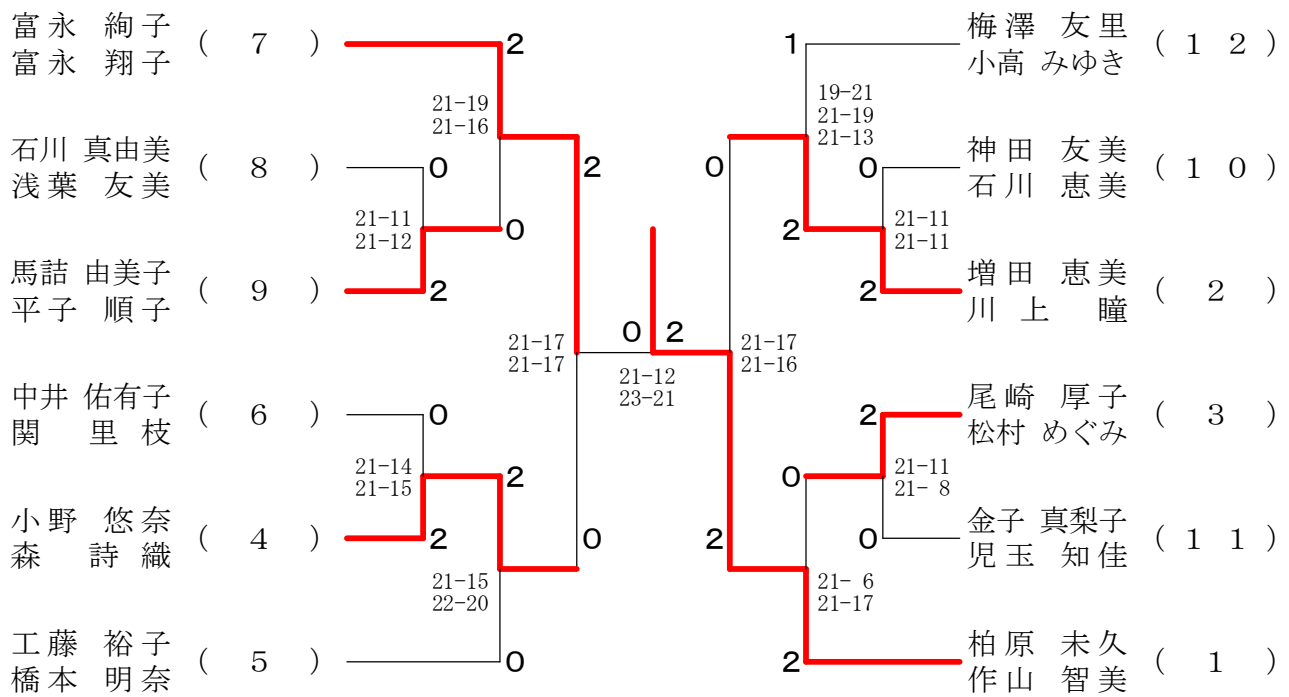 富永 絢子
富永 翔子
( 7 )
2
21-19
21-16
石川 真由美
浅葉 友美
( 8 )
0
21-11
21-12
0
馬詰 由美子
平子 順子
( 9 )
2
2
21-17
21-17
中井 佑有子
関 里枝
( 6 )
0
21-14
21-15
2
小野 悠奈
森 詩織
( 4 )
2
0
21-15
22-20
工藤 裕子
橋本 明奈
( 5 )
0
0 2
21-12
23-21
1
梅澤 友里
小高 みゆき
( 1 2 )
19-21
21-19
21-13
0
0
神田 友美
石川 恵美
( 1 0 )
21-11
21-11
2
2
増田 恵美
川上 瞳
( 2 )
21-17
21-16
2
尾崎 厚子
松村 めぐみ
( 3 )
0
21-11
21- 8
2
0
金子 真梨子
児玉 知佳
( 1 1 )
21- 6
21-17
2
柏原 未久
作山 智美
( 1 )